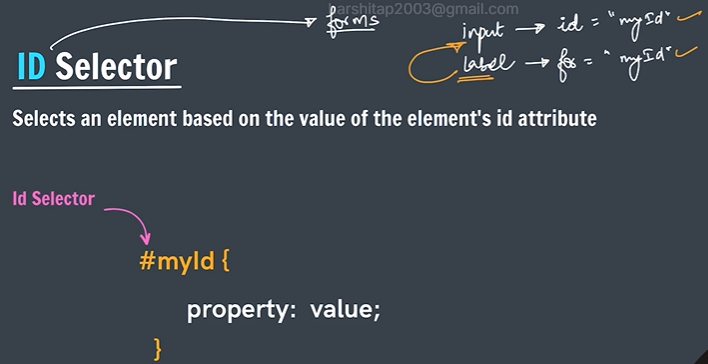 harshitap2003@gmail.com
forms
input → id = "myId" ✓
label → for = "myId" ✓
ID Selector
Selects an element based on the value of the element's id attribute
Id Selector
#myId {
property: value;
}